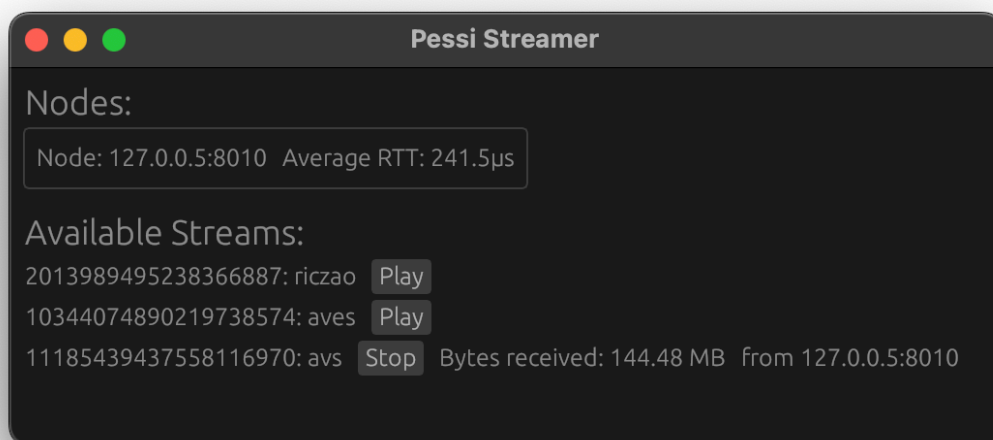 Pessi Streamer
Nodes:
Node: 127.0.0.5:8010 Average RTT: 241.5µs
Available Streams:
2013989495238366887: riczao Play
10344074890219738574: aves Play
11185439437558116970: avs Stop Bytes received: 144.48 MB from 127.0.0.5:8010